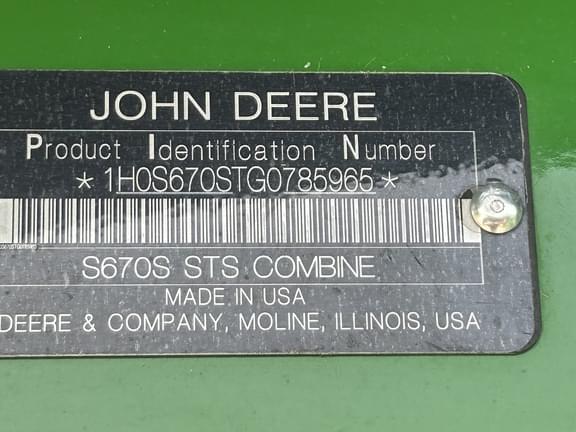 JOHN DEERE
Product Identification Number
*1H0S670STG0785965*
S670S STS COMBINE
MADE IN USA
DEERE & COMPANY, MOLINE, ILLINOIS, USA